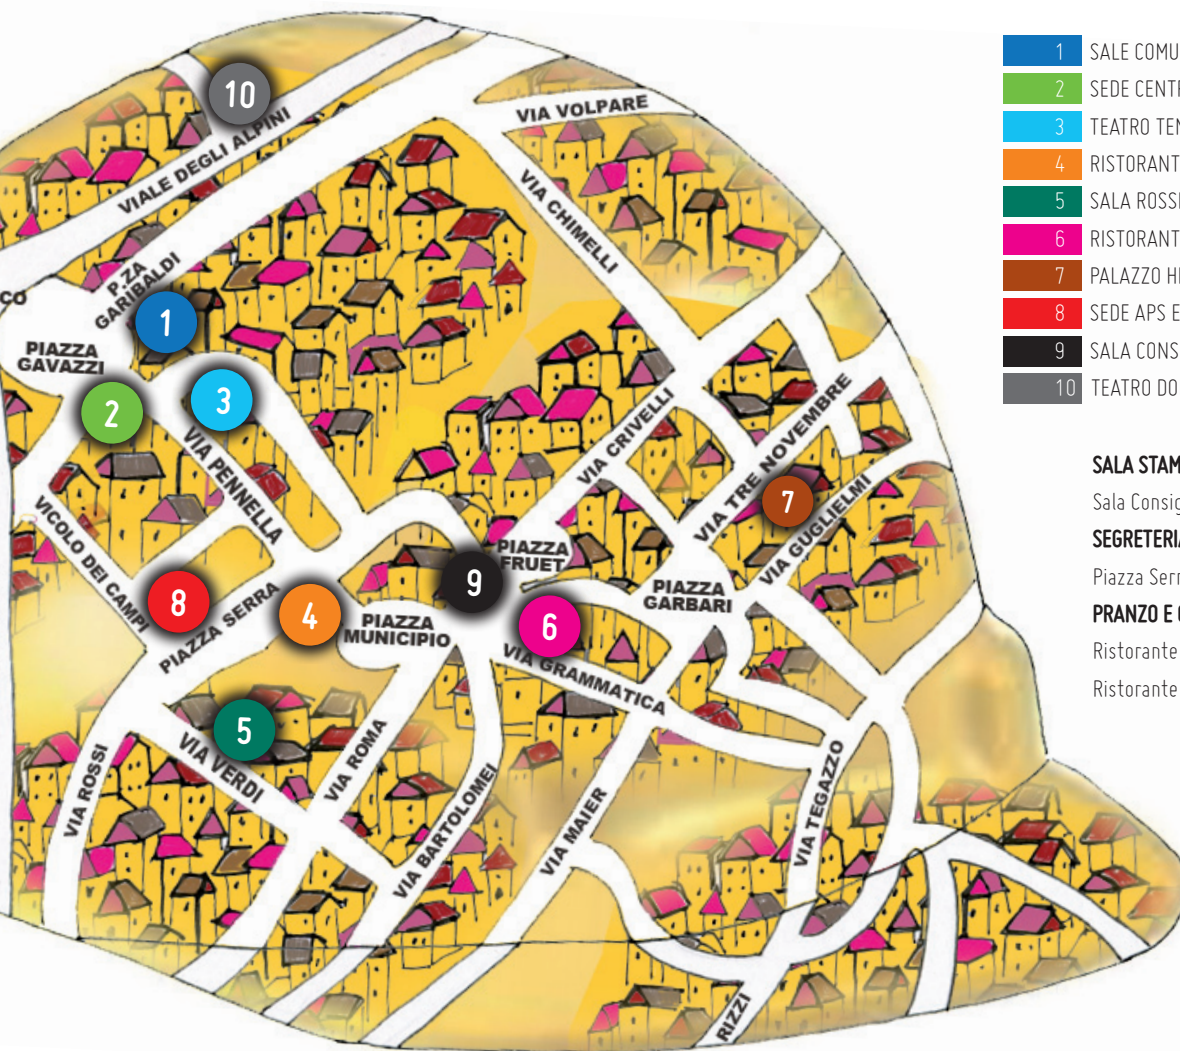 10
VIALE DEGLI ALPINI
VIA VOLPARE
VIA CHIMELLI
P.ZA
GARIBALDI
CO
1
PIAZZA
GAVAZZI
2
3
VIA PENNELLA
VICOLO DEI CAMPI
8
PIAZZA SERRA
4
PIAZZA
MUNICIPIO
9
PIAZZA
FRUET
6
VIA CRIVELLI
VIA TRE NOVEMBRE
7
VIA GUGLIELMI
PIAZZA
GARBARI
VIA GRAMMATICA
5
VIA VERDI
VIA ROSSI
VIA ROMA
VIA BARTOLOMEI
VIA MAIER
VIA TEGAZZO
RIZZI
1 SALE COMU
2 SEDE CENT
3 TEATRO TEN
4 RISTORANT
5 SALA ROSSI
6 RISTORANT
7 PALAZZO H
8 SEDE APS E
9 SALA CONS
10 TEATRO DO
SALA STAM
Sala Consig
SEGRETERIA
Piazza Serr
PRANZO E
Ristorante
Ristorante